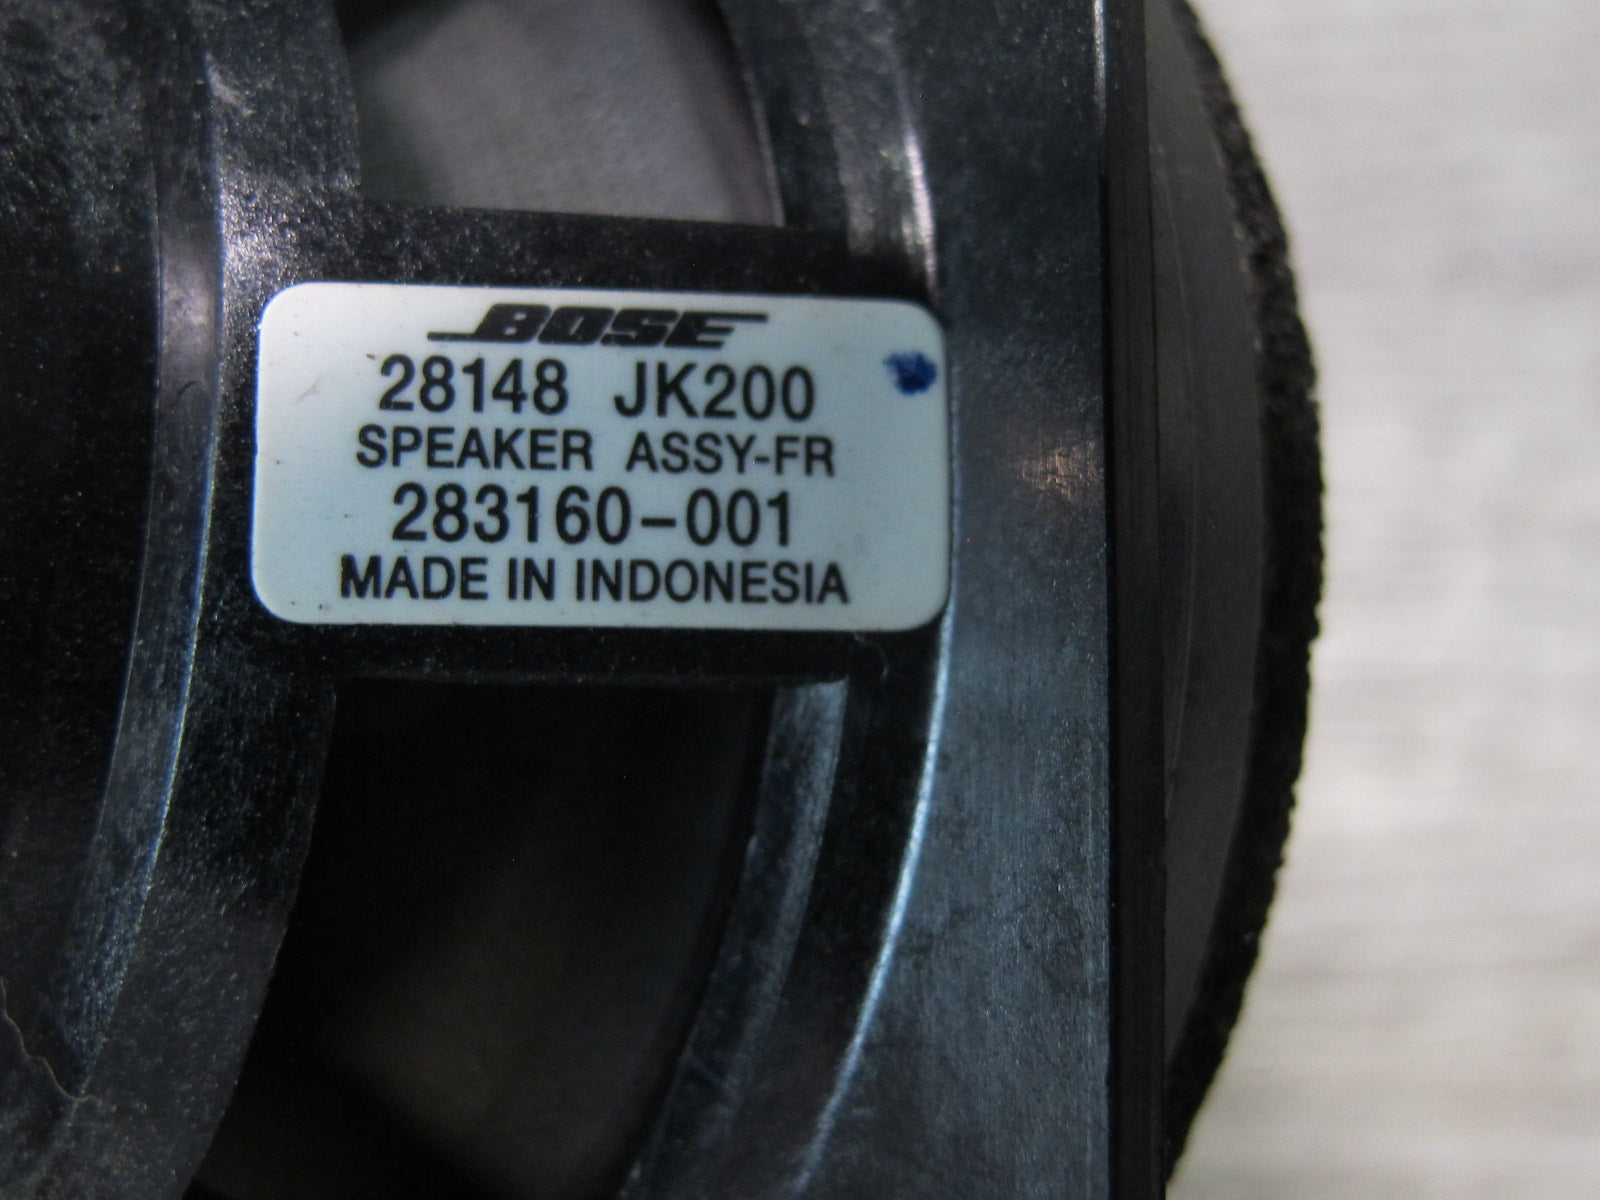 BOSE
28148 JK200
SPEAKER ASSY-FR
283160-001
MADE IN INDONESIA